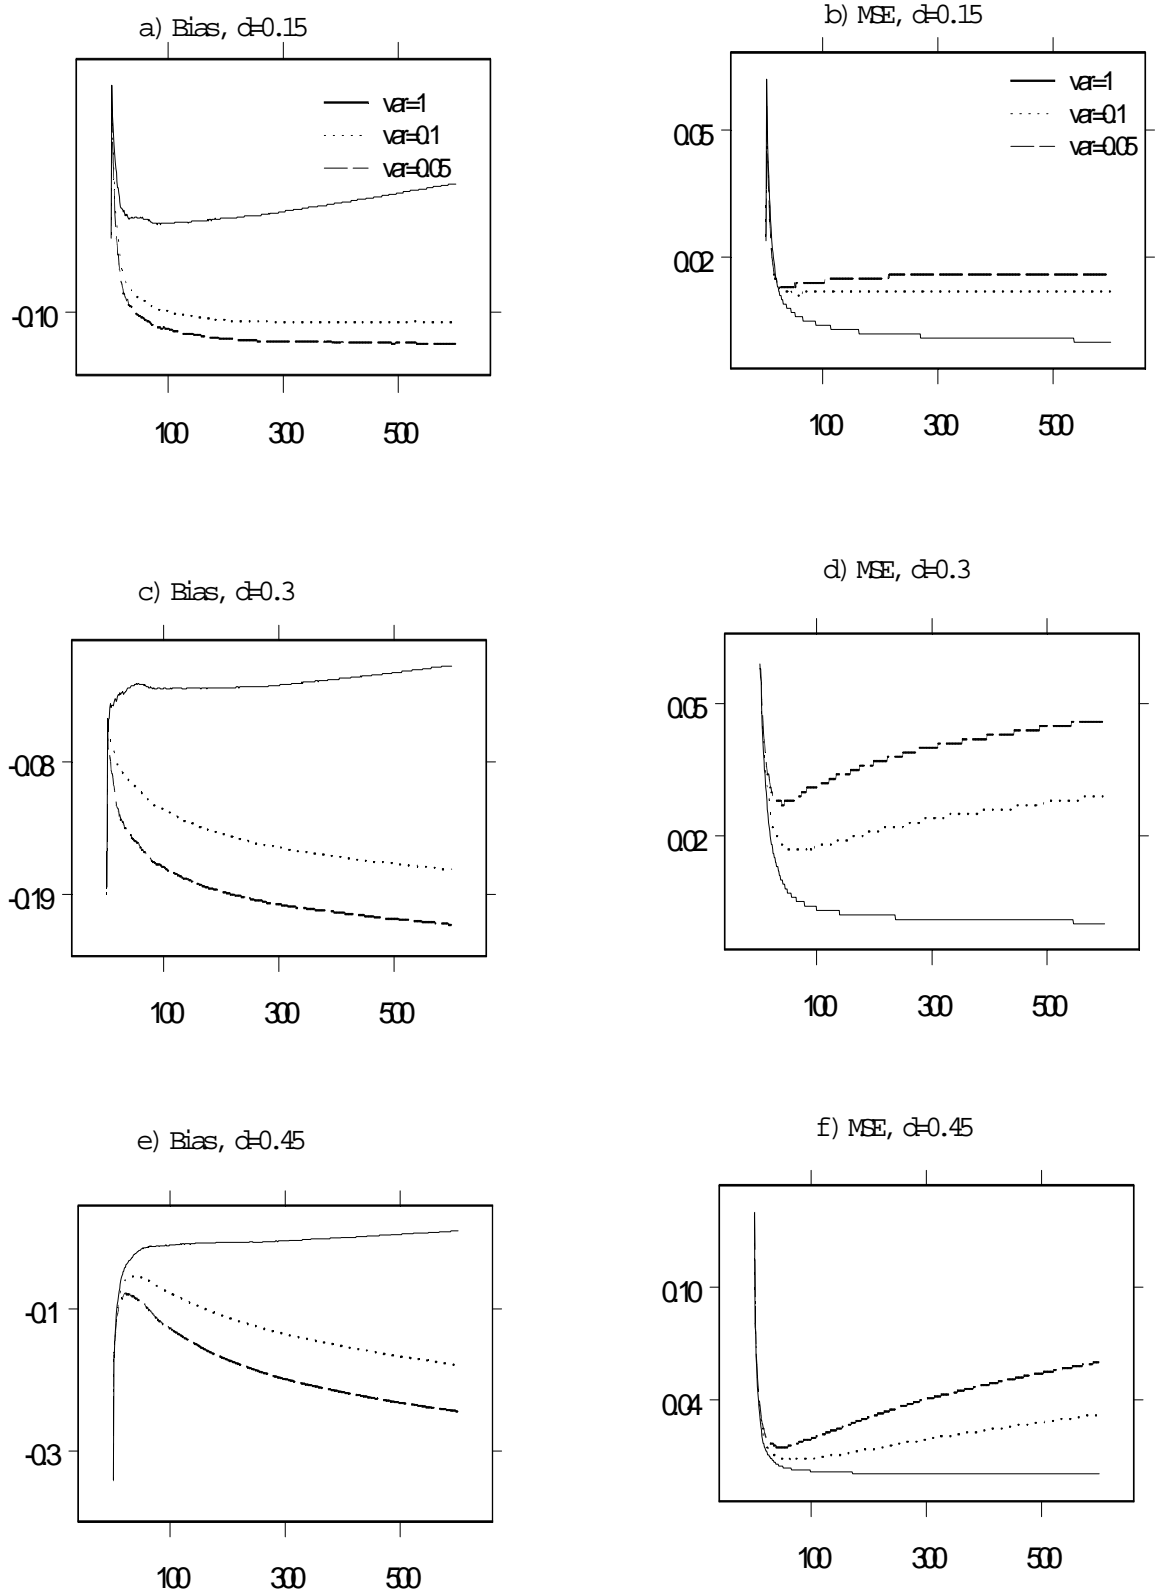 a) Bias, d=0.15
var=1
var=0.1
var=0.05
-0.10
100 300 500
b) MSE, d=0.15
var=1
var=0.1
var=0.05
0.05
0.02
100 300 500
c) Bias, d=0.3
-0.08
-0.19
100 300 500
d) MSE, d=0.3
0.05
0.02
100 300 500
e) Bias, d=0.45
-0.1
-0.3
100 300 500
f) MSE, d=0.45
0.10
0.04
100 300 500